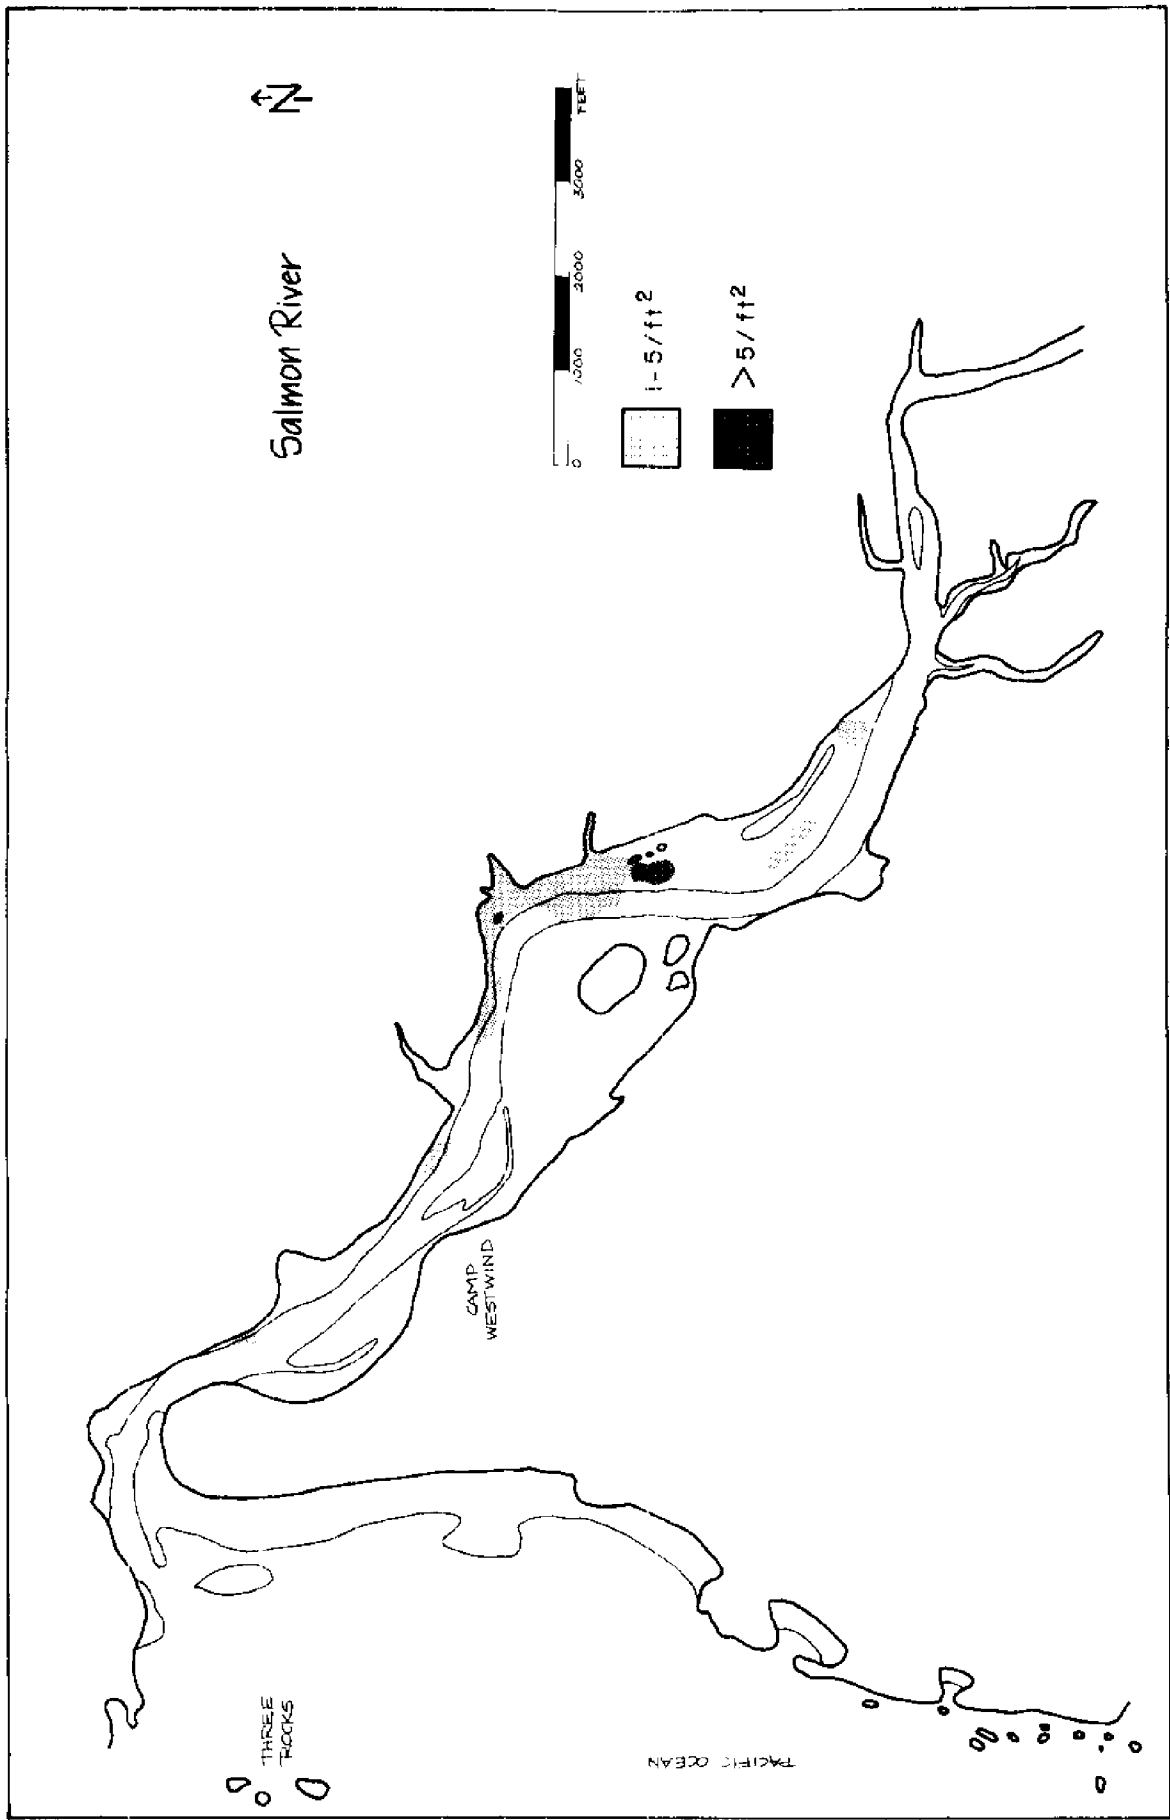 N
Salmon River
0 1000 2000 3000 FEET
1-5/ft²
>5/ft²
CAMP
WESTWIND
THREE
ROCKS
PACIFIC OCEAN